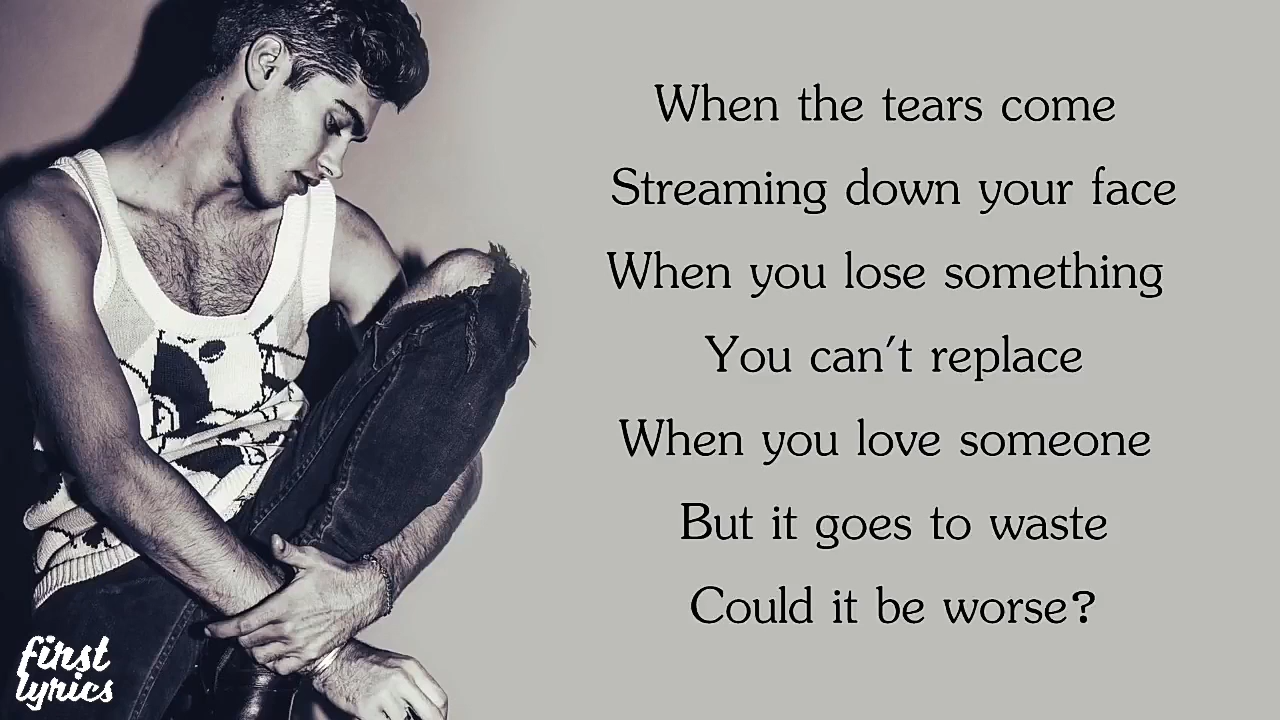 When the tears come
Streaming down your face
When you lose something
You can't replace
When you love someone
But it goes to waste
Could it be worse?
first
lyrics